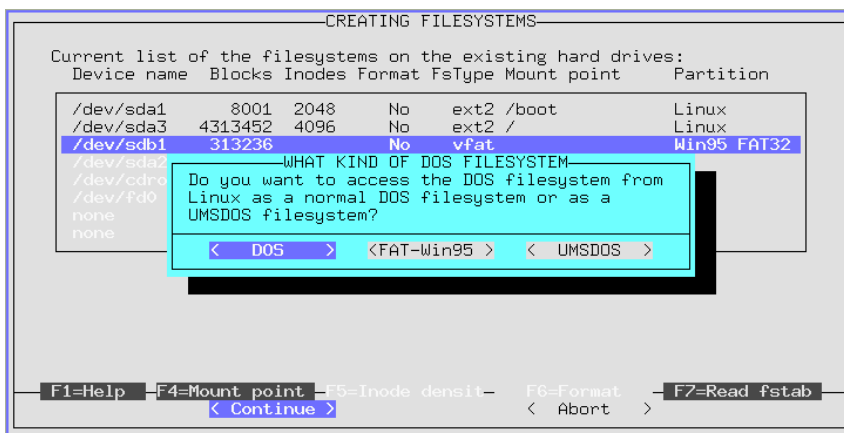 CREATING FILESYSTEMS
Current list of the filesystems on the existing hard drives:
Device name Blocks Inodes Format FsType Mount point Partition
/dev/sda1 8001 2048 No ext2 /boot Linux
/dev/sda3 4313452 4096 No ext2 / Linux
/dev/sdb1 313236 No vfat Win95 FAT32
/dev/sda2
/dev/cdro
/dev/fd0
none
none
WHAT KIND OF DOS FILESYSTEM
Do you want to access the DOS filesystem from
Linux as a normal DOS filesystem or as a
UMSDOS filesystem?
< DOS > <FAT-Win95 > < UMSDOS >
F1=Help F4=Mount point F5=Inode densit F6=Format F7=Read fstab
< Continue > < Abort >